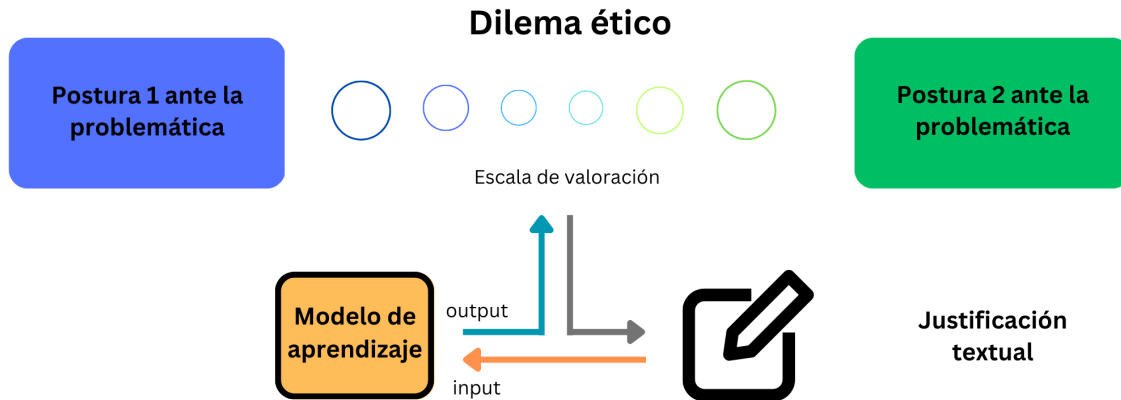 Dilema ético
Postura 1 ante la
problemática
Postura 2 ante la
problemática
Escala de valoración
Modelo de
aprendizaje
output
input
Justificación
textual